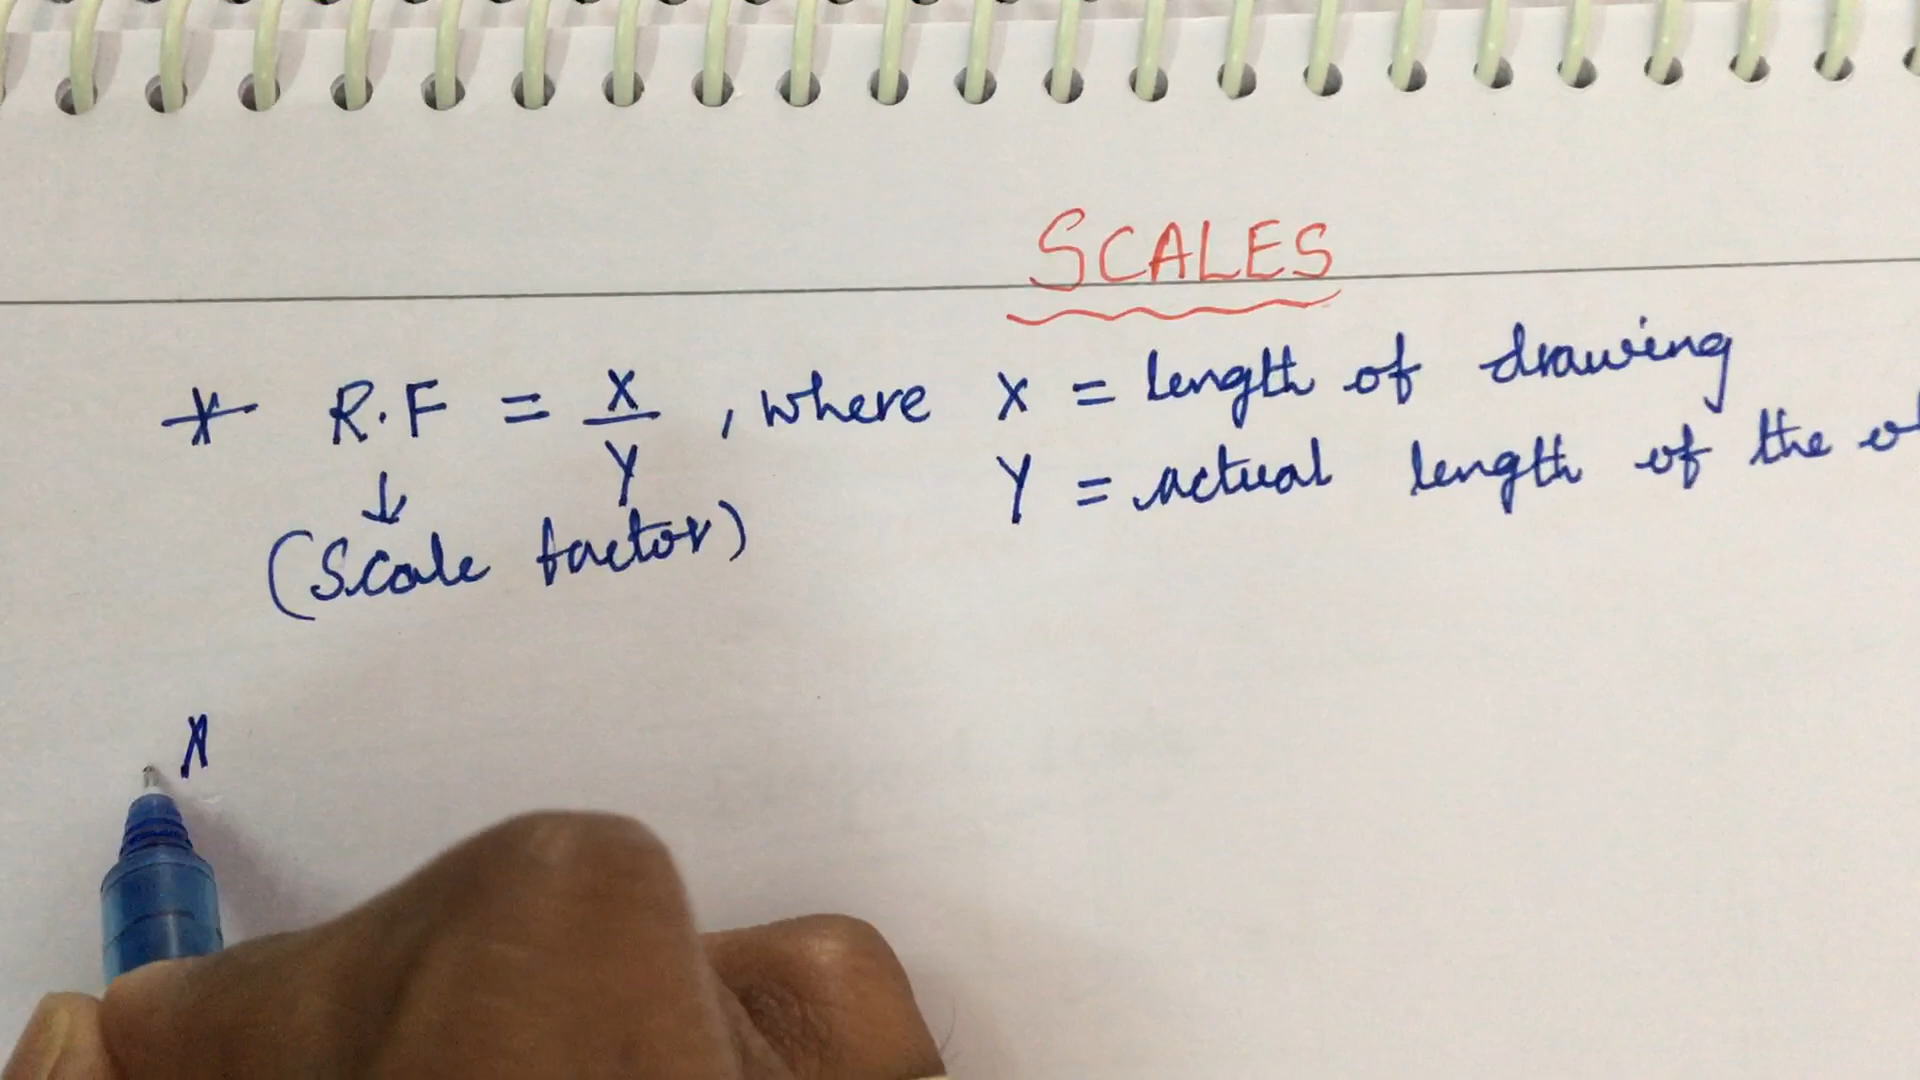 SCALES
* R.F = X/Y , where X = length of drawing
Y = actual length of the
↓
(Scale factor)